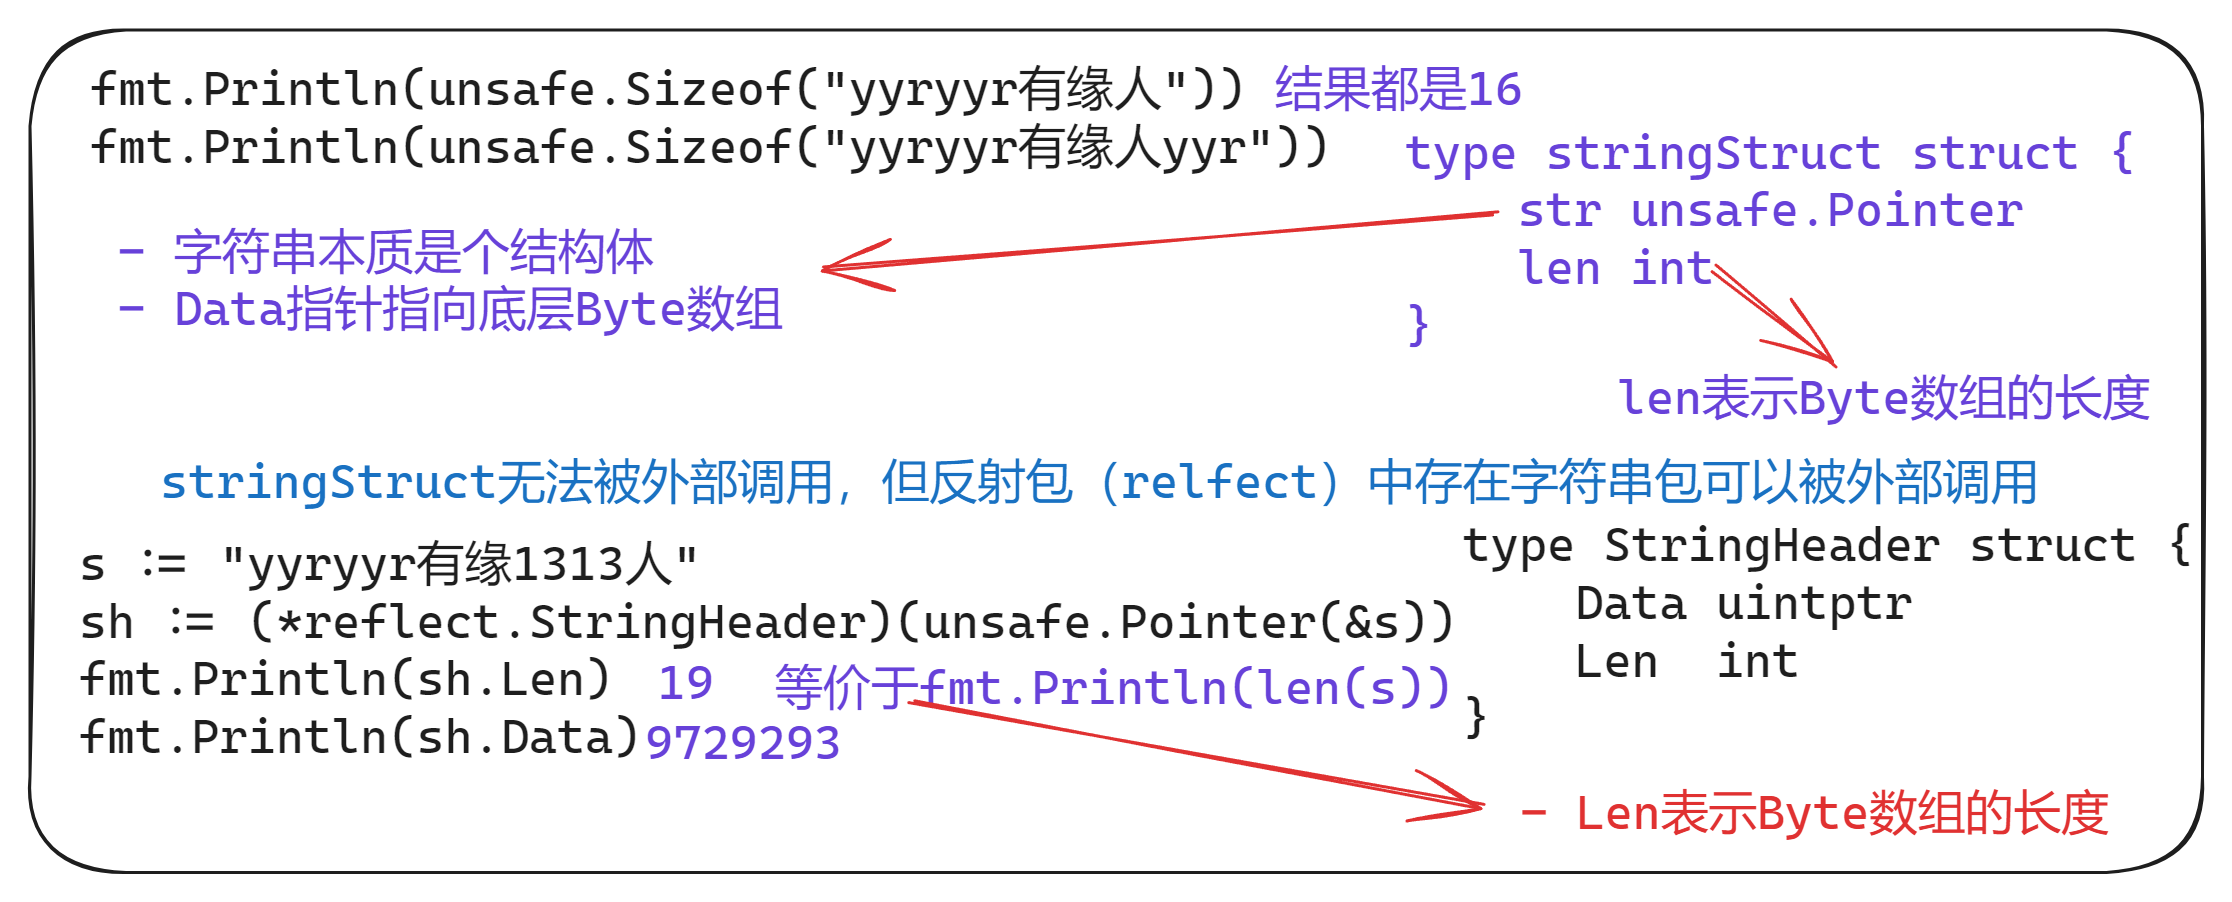 fmt.Println(unsafe.Sizeof("yyryyr有缘人")) 结果都是16
fmt.Println(unsafe.Sizeof("yyryyr有缘人yyr"))
type stringStruct struct {
str unsafe.Pointer
len int
}
- 字符串本质是个结构体
- Data指针指向底层Byte数组
len表示Byte数组的长度
stringStruct无法被外部调用，但反射包（relfect）中存在字符串包可以被外部调用
s := "yyryyr有缘1313人"
sh := (*reflect.StringHeader)(unsafe.Pointer(&s))
fmt.Println(sh.Len) 19 等价于fmt.Println(len(s))
fmt.Println(sh.Data) 9729293
type StringHeader struct {
Data uintptr
Len int
}
- Len表示Byte数组的长度